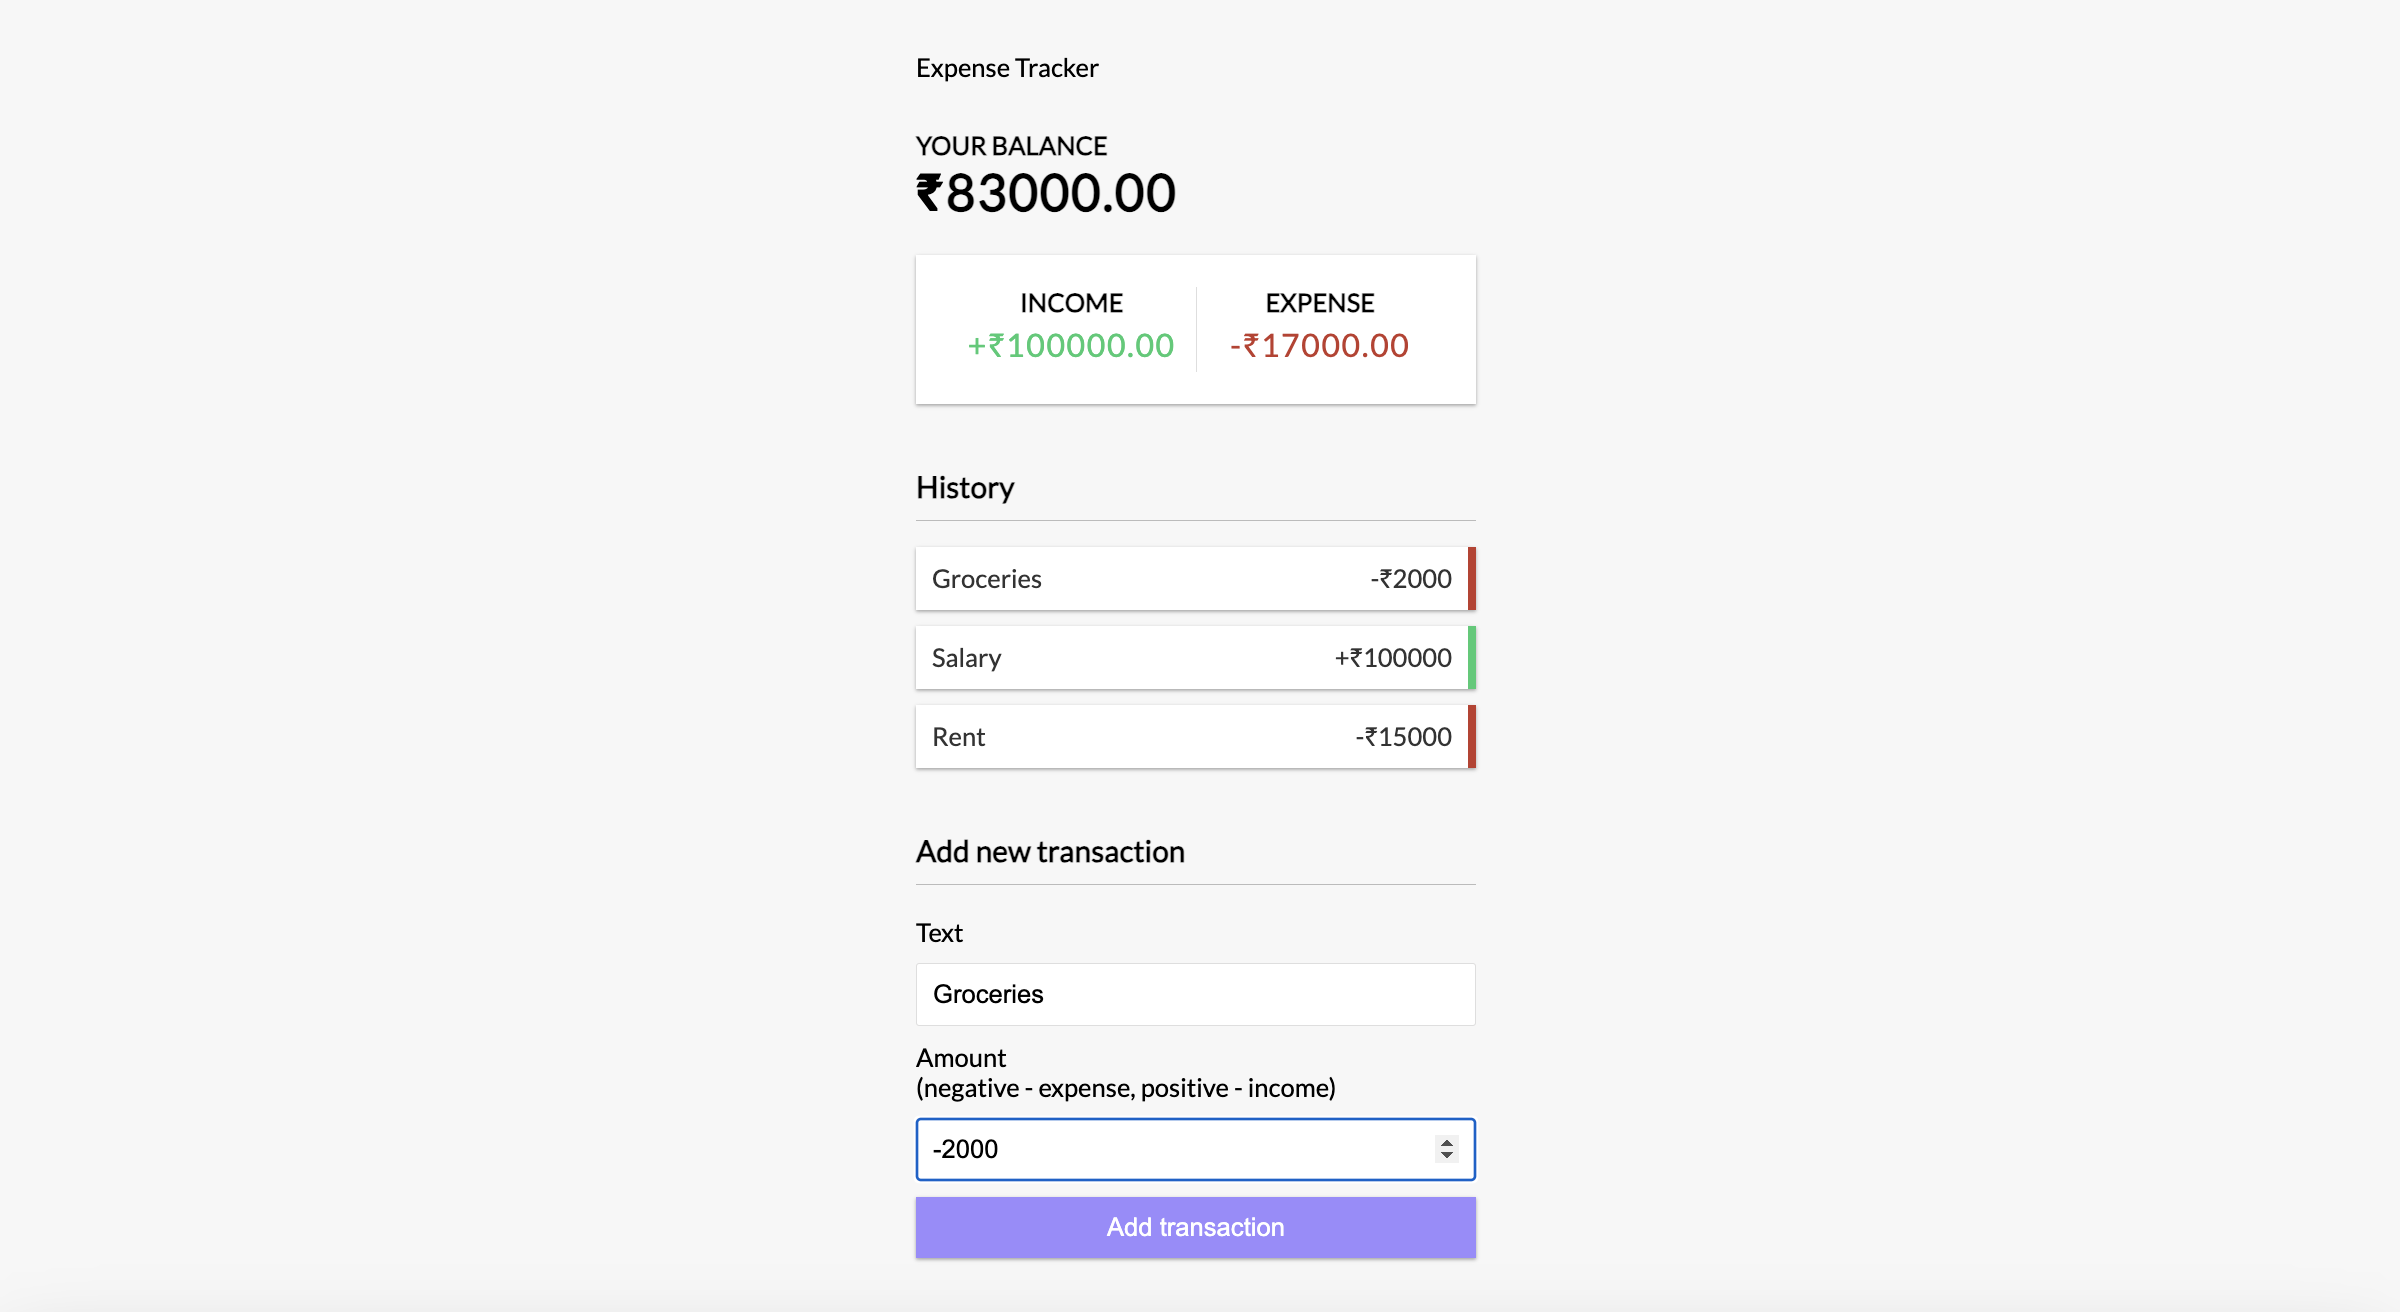 Expense Tracker
YOUR BALANCE
₹83000.00
INCOME
+₹100000.00
EXPENSE
-₹17000.00
History
Groceries -₹2000
Salary +₹100000
Rent -₹15000
Add new transaction
Text
Groceries
Amount
(negative - expense, positive - income)
-2000
Add transaction